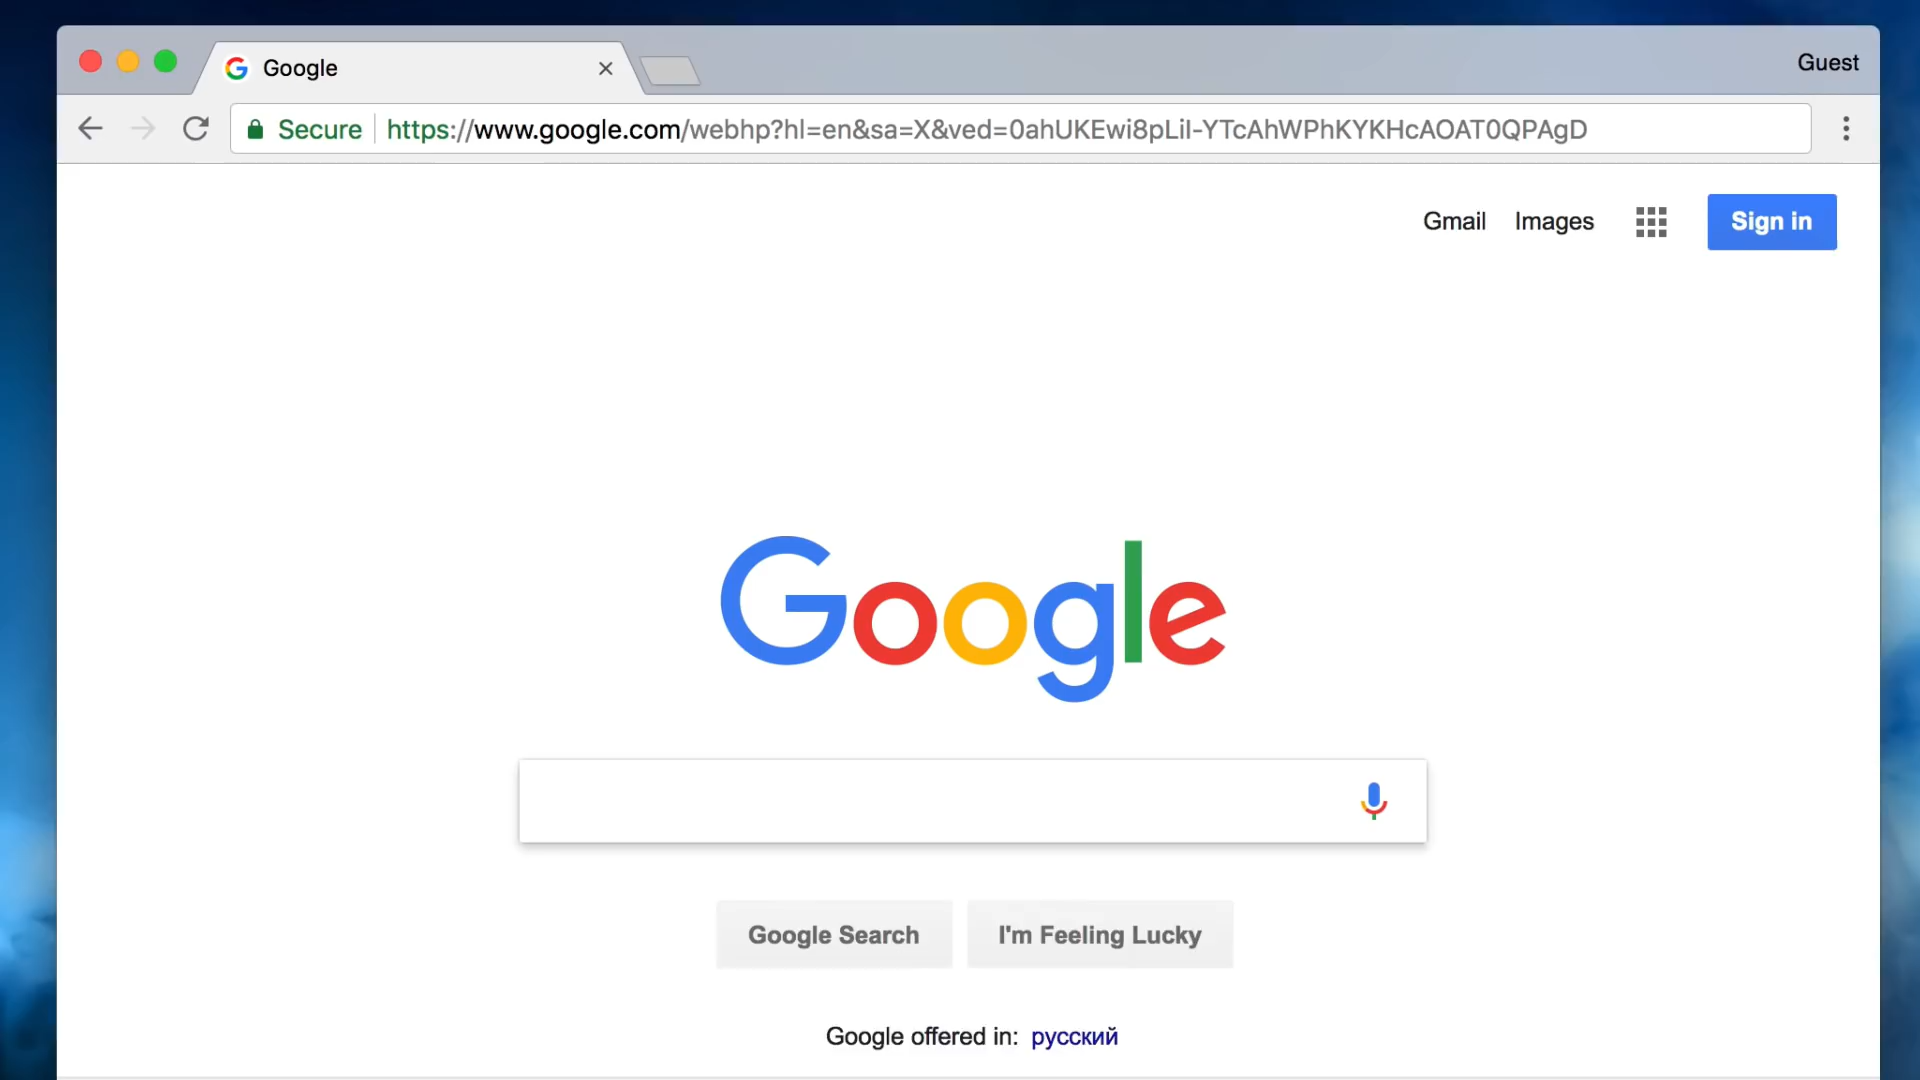 Google
Guest
Secure
https://www.google.com/webhp?hl=en&sa=X&ved=0ahUKEwi8pLiI-YTcAhWPhKYKHcAOAT0QPAgD
Gmail Images Sign in
Google
Google Search I'm Feeling Lucky
Google offered in: русский